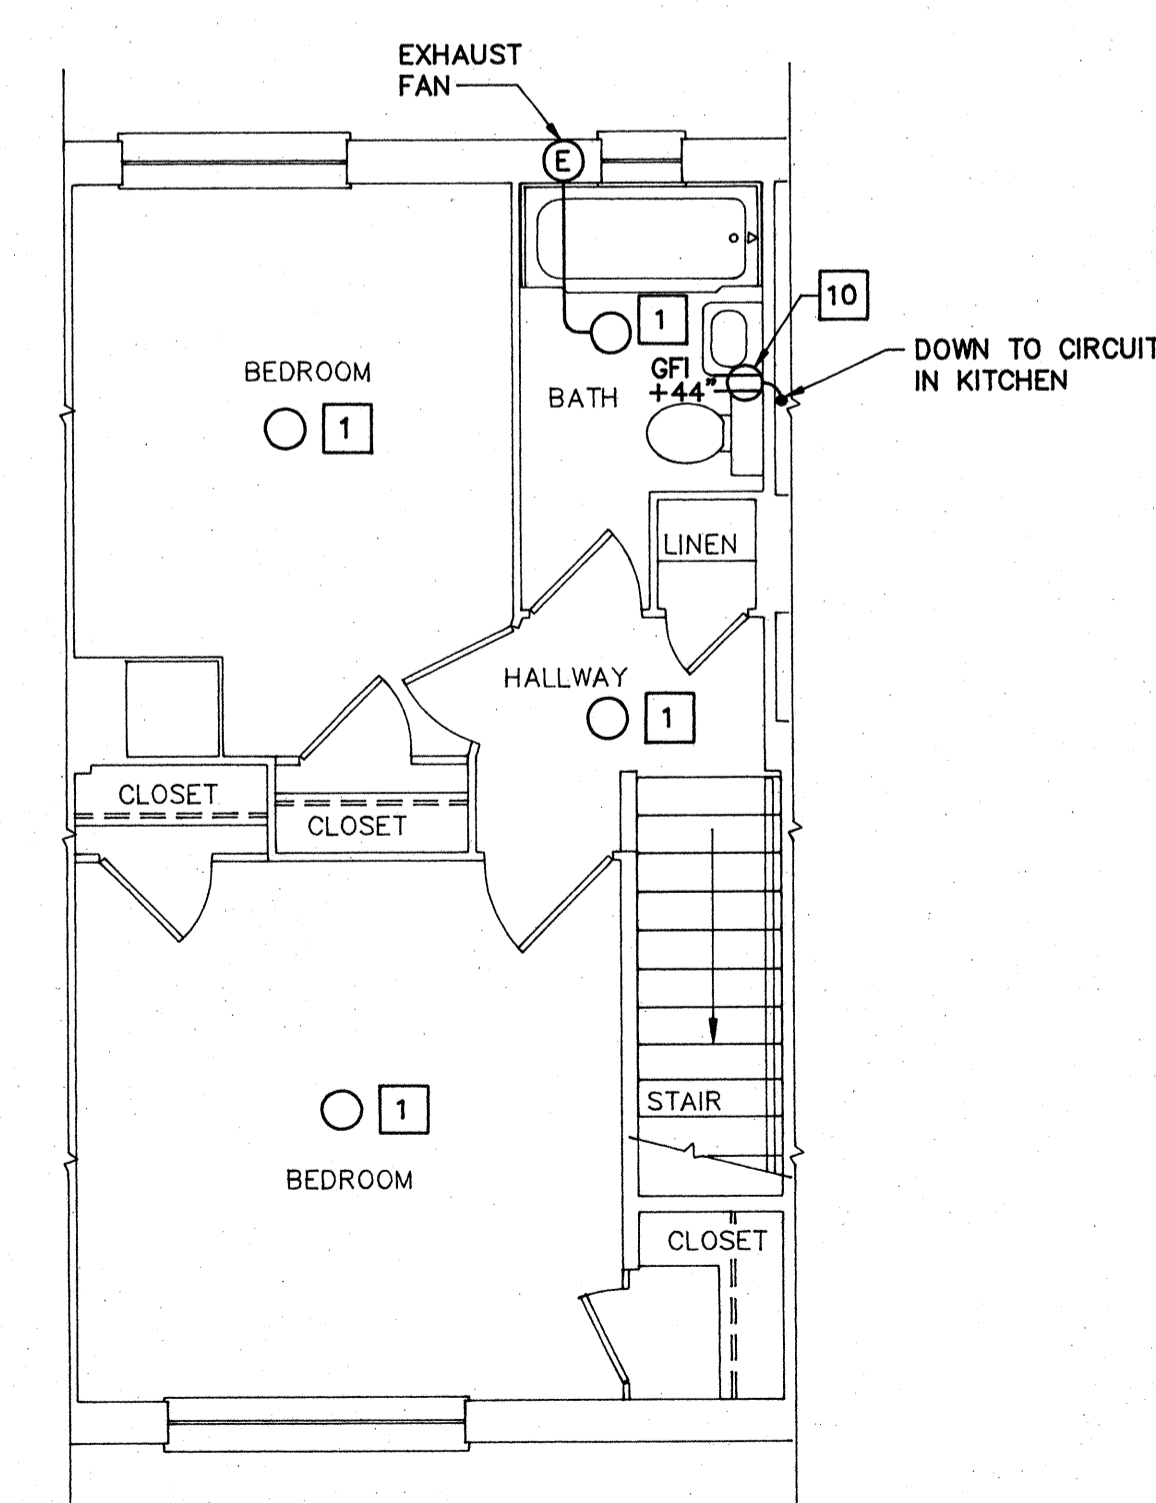 EXHAUST
FAN
E
10
1
DOWN TO CIRCUIT
IN KITCHEN
GFI
+44"
BEDROOM
BATH
1
LINEN
HALLWAY
1
CLOSET
CLOSET
STAIR
1
BEDROOM
CLOSET